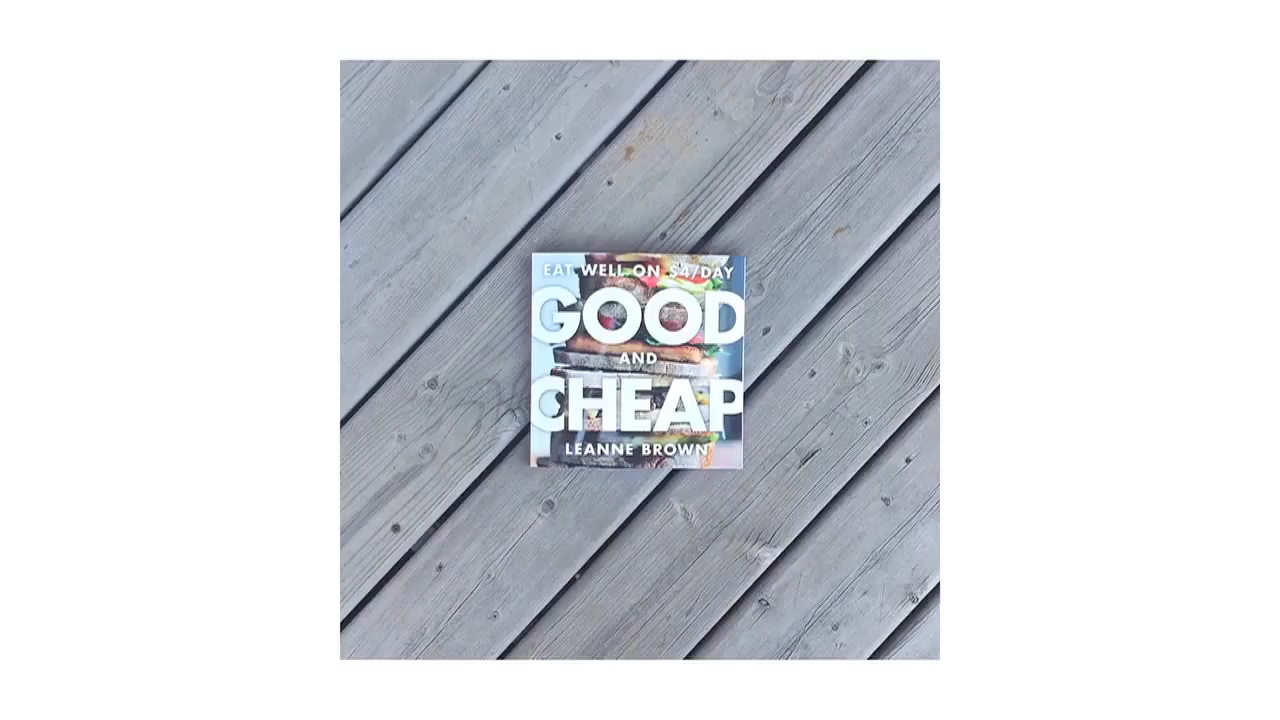 EAT WELL ON $4/DAY
GOOD
AND
CHEAP
LEANNE BROWN